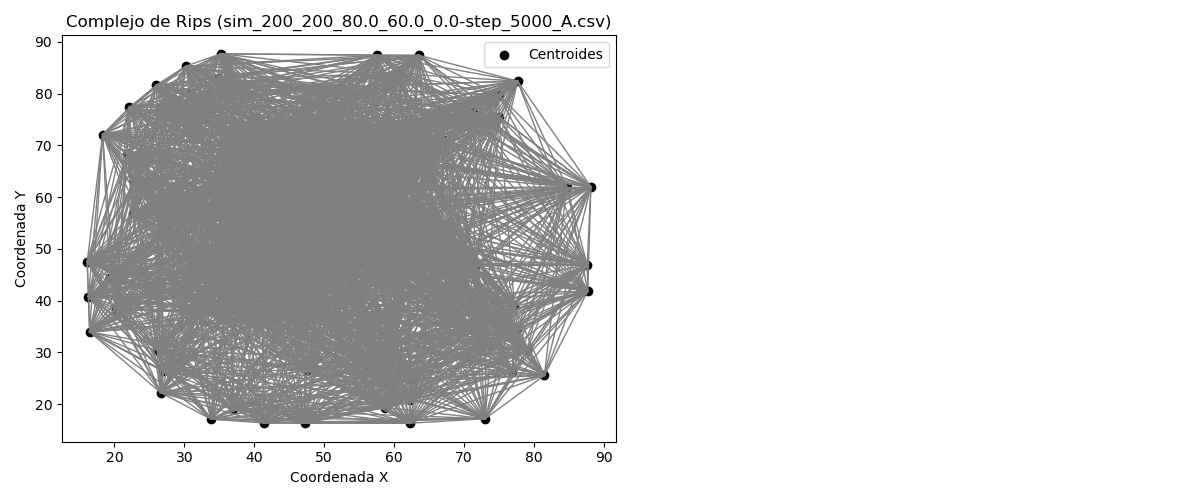 Complejo de Rips (sim_200_200_80.0_60.0_0.0-step_5000_A.csv)
90
80
70
60
50
40
30
20
Coordenada Y
Centroides
20 30 40 50 60 70 80 90
Coordenada X